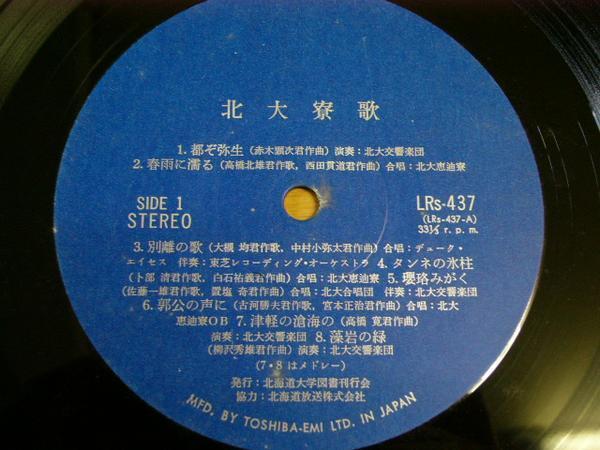 北大寮歌
1. 都ぞ弥生 (赤木顕次君作曲) 演奏：北大交響楽団
2. 春雨に濡る (高橋北雄君作歌, 西田貫道君作曲) 合唱：北大恵迪寮
SIDE 1
STEREO
LRs-437
(LRs-437-A)
33⅓ r. p. m.
3. 別離の歌 (大槻 均君作歌, 中村小弥太君作曲) 合唱：デューク・
エイセス 伴奏：東芝レコーディング・オーケストラ 4. タンネの氷柱
(卜部 清君作歌, 白石祐義君作曲) 合唱：北大恵迪寮 5. 瓔珞みがく
(佐藤一雄君作歌, 置塩 奇君作曲) 合唱：北大合唱団 伴奏：北大交響楽団
6. 郭公の声に (古河勝夫君作歌, 宮本正治君作曲) 合唱：北大
恵迪寮OB 7. 津軽の滄海の (高橋 寛君作曲)
演奏：北大交響楽団 8. 藻岩の緑
(柳沢秀雄君作曲) 演奏：北大交響楽団
(7・8 はメドレー)
発行：北海道大学図書刊行会
協力：北海道放送株式会社
MFD. BY TOSHIBA-EMI LTD. IN JAPAN